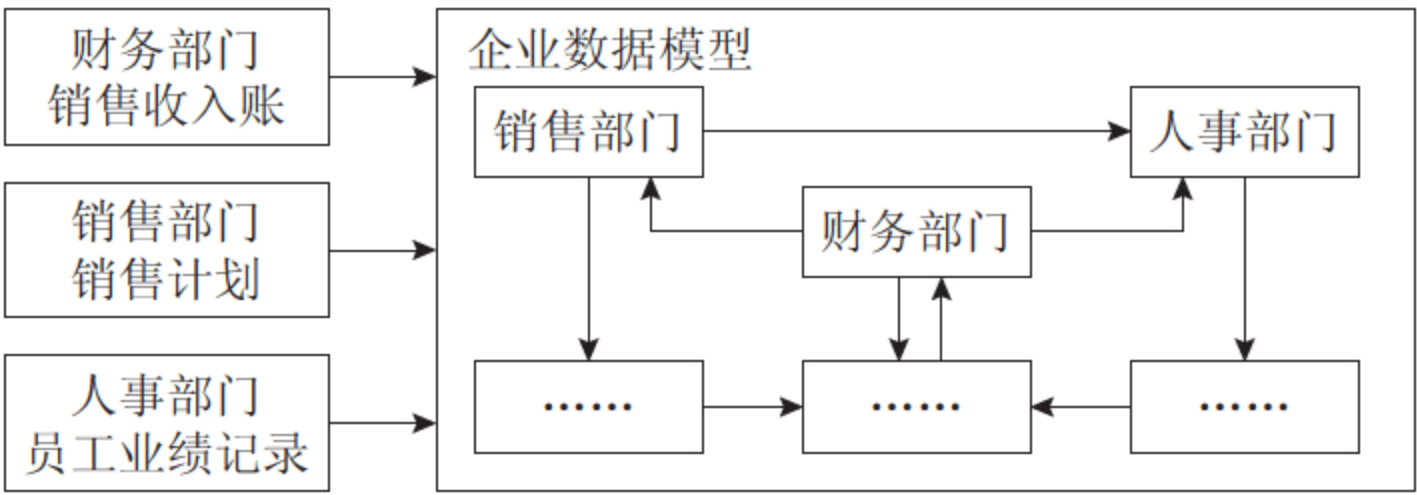 财务部门
销售收入账
销售部门
销售计划
人事部门
员工业绩记录
企业数据模型
销售部门
人事部门
财务部门
……
……
……